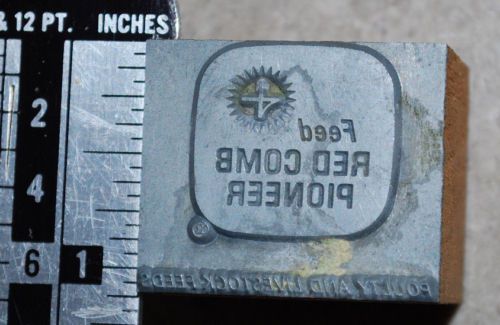 & 12 PT. INCHES
2
4
6 1
Feed
RED COMB
PIONEER
POULTRY AND LIVESTOCK FEEDS